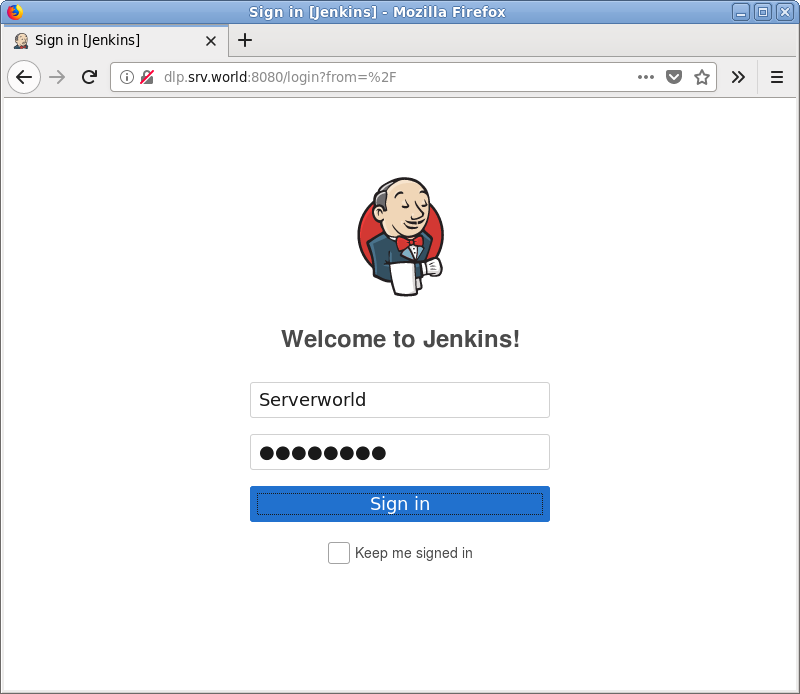 Sign in [Jenkins] - Mozilla Firefox
Sign in [Jenkins]
dlp.srv.world:8080/login?from=%2F
Welcome to Jenkins!
Serverworld
●●●●●●●●
Sign in
Keep me signed in